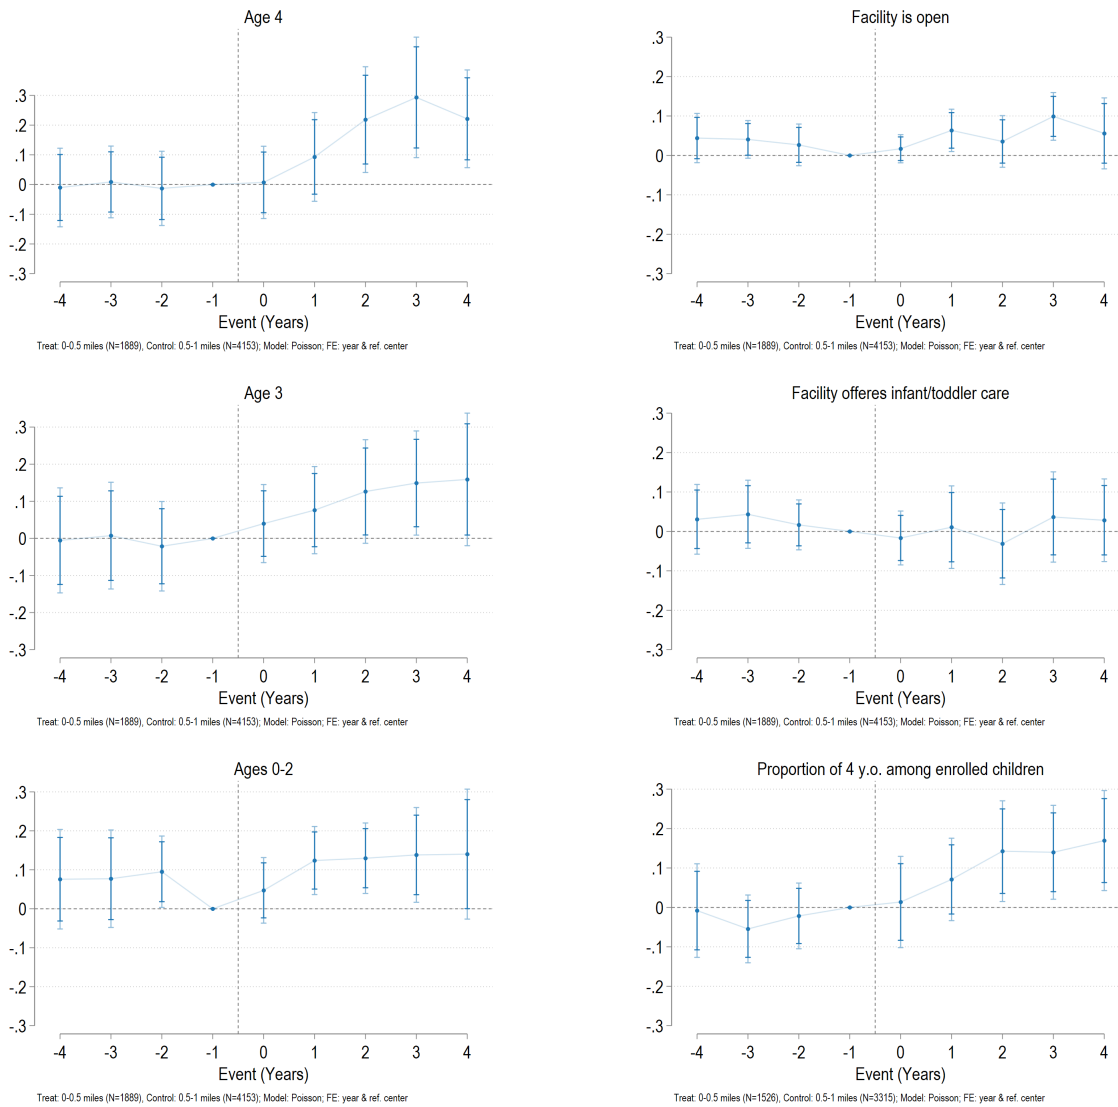 Age 4
.3
.2
.1
0
-.1
-.2
-.3
-4 -3 -2 -1 0 1 2 3 4
Event (Years)
Treat: 0-0.5 miles (N=1889), Control: 0.5-1 miles (N=4153); Model: Poisson; FE: year & ref. center
Facility is open
.3
.2
.1
0
-.1
-.2
-.3
-4 -3 -2 -1 0 1 2 3 4
Event (Years)
Treat: 0-0.5 miles (N=1889), Control: 0.5-1 miles (N=4153); Model: Poisson; FE: year & ref. center
Age 3
.3
.2
.1
0
-.1
-.2
-.3
-4 -3 -2 -1 0 1 2 3 4
Event (Years)
Treat: 0-0.5 miles (N=1889), Control: 0.5-1 miles (N=4153); Model: Poisson; FE: year & ref. center
Facility offeres infant/toddler care
.3
.2
.1
0
-.1
-.2
-.3
-4 -3 -2 -1 0 1 2 3 4
Event (Years)
Treat: 0-0.5 miles (N=1889), Control: 0.5-1 miles (N=4153); Model: Poisson; FE: year & ref. center
Ages 0-2
.3
.2
.1
0
-.1
-.2
-.3
-4 -3 -2 -1 0 1 2 3 4
Event (Years)
Treat: 0-0.5 miles (N=1889), Control: 0.5-1 miles (N=4153); Model: Poisson; FE: year & ref. center
Proportion of 4 y.o. among enrolled children
.3
.2
.1
0
-.1
-.2
-.3
-4 -3 -2 -1 0 1 2 3 4
Event (Years)
Treat: 0-0.5 miles (N=1526), Control: 0.5-1 miles (N=3315); Model: Poisson; FE: year & ref. center